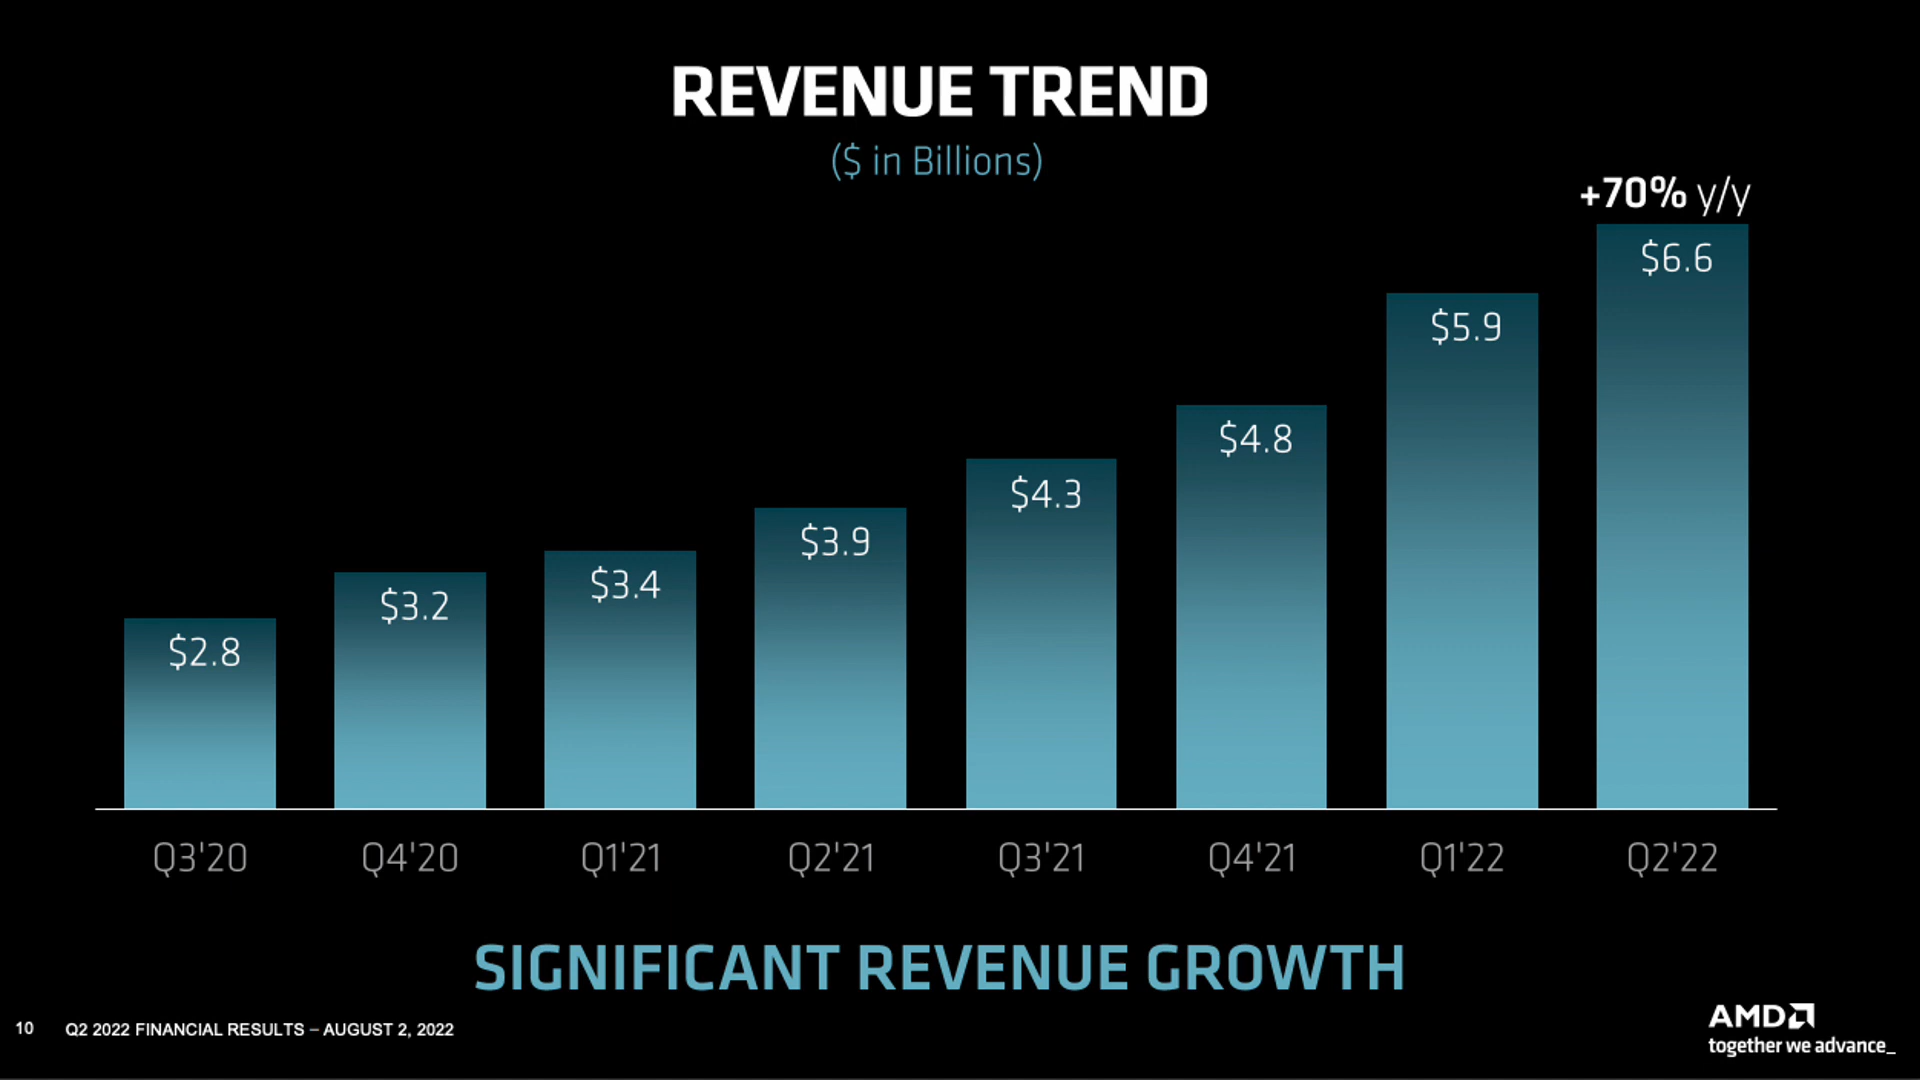 REVENUE TREND
($ in Billions)
+70% y/y
$2.8
$3.2
$3.4
$3.9
$4.3
$4.8
$5.9
$6.6
Q3'20
Q4'20
Q1'21
Q2'21
Q3'21
Q4'21
Q1'22
Q2'22
SIGNIFICANT REVENUE GROWTH
10 Q2 2022 FINANCIAL RESULTS – AUGUST 2, 2022
AMD
together we advance_